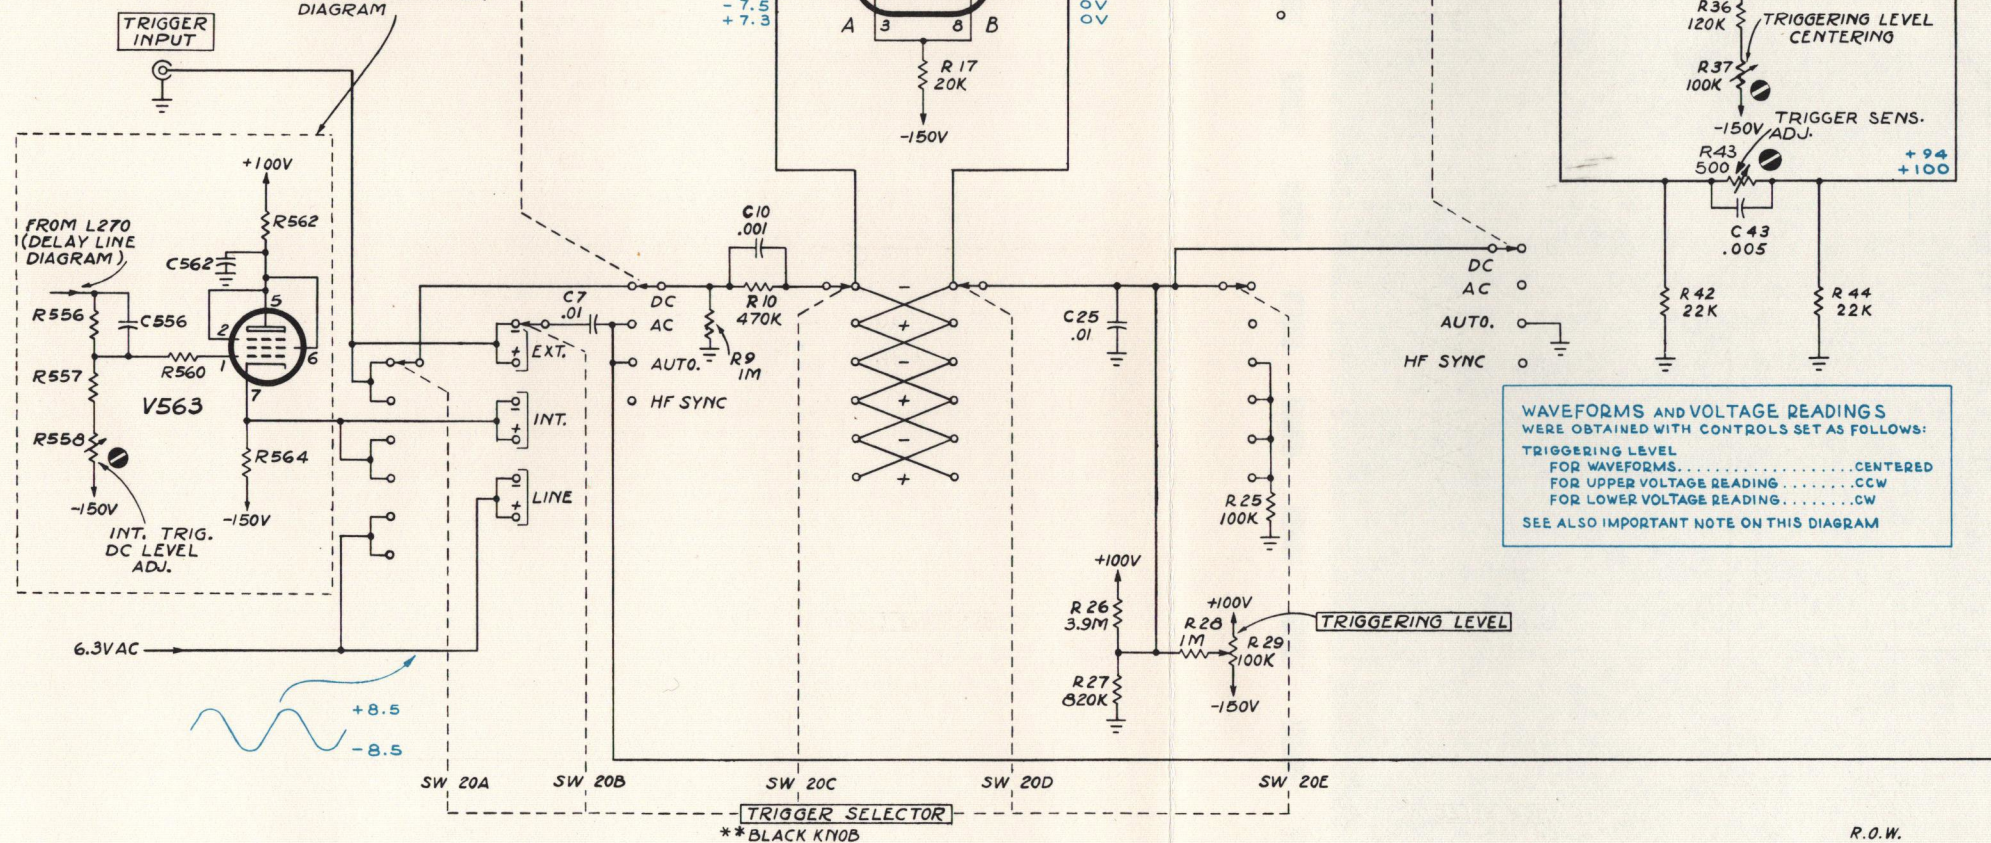 DIAGRAM
TRIGGER
INPUT
- 7.5
+ 7.3
A 3 8 B
0V
0V
R 17
20K
-150V
R36
120K
TRIGGERING LEVEL
CENTERING
R37
100K
-150V
TRIGGER SENS.
ADJ.
R43
500
+ 94
+100
C 43
.005
R 42
22K
R 44
22K
+100V
R562
C562
FROM L270
(DELAY LINE
DIAGRAM)
R556
C556
5
2
1
6
7
R560
R557
V563
R558
R564
-150V
-150V
INT. TRIG.
DC LEVEL
ADJ.
6.3VAC
+8.5
-8.5
C7
.01
-
+
EXT.
-
+
INT.
-
+
LINE
DC
AC
AUTO.
HF SYNC
C10
.001
R10
470K
R9
1M
-
+
-
+
-
+
C25
.01
R25
100K
+100V
R 26
3.9M
R27
820K
R28
1M
+100V
R29
100K
-150V
TRIGGERING LEVEL
DC
AC
AUTO.
HF SYNC
WAVEFORMS AND VOLTAGE READINGS
WERE OBTAINED WITH CONTROLS SET AS FOLLOWS:
TRIGGERING LEVEL
FOR WAVEFORMS...................CENTERED
FOR UPPER VOLTAGE READING ........CCW
FOR LOWER VOLTAGE READING........CW
SEE ALSO IMPORTANT NOTE ON THIS DIAGRAM
SW 20A
SW 20B
SW 20C
SW 20D
SW 20E
TRIGGER SELECTOR
**BLACK KNOB
R.O.W.